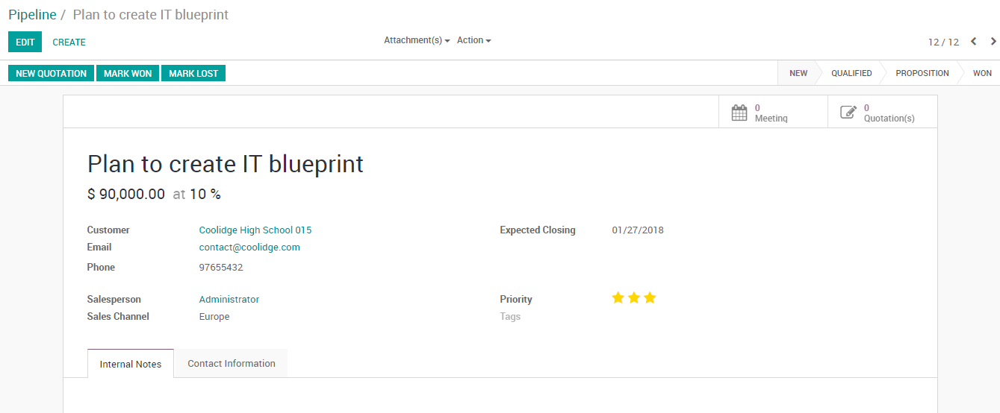 Pipeline / Plan to create IT blueprint
EDIT CREATE Attachment(s) Action 12 / 12
NEW QUOTATION MARK WON MARK LOST NEW QUALIFIED PROPOSITION WON
0 0
Meeting Quotation(s)
Plan to create IT blueprint
$ 90,000.00 at 10 %
Customer Coolidge High School 015 Expected Closing 01/27/2018
Email contact@coolidge.com
Phone 97655432
Salesperson Administrator Priority
Sales Channel Europe Tags
Internal Notes Contact Information